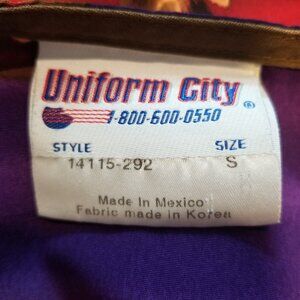 Uniform City ®
1-800-600-0550
STYLE SIZE
14115-292 S
Made In Mexico
Fabric made in Korea